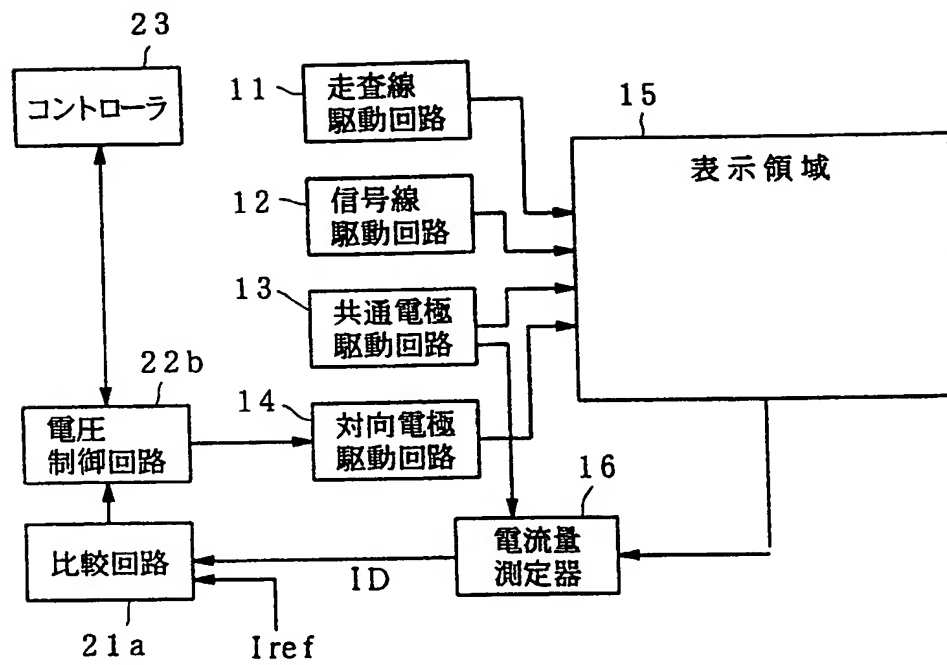 23
コントローラ
11
走査線
駆動回路
15
表示領域
12
信号線
駆動回路
13
共通電極
駆動回路
22b
電圧
制御回路
14
対向電極
駆動回路
16
電流量
測定器
比較回路
ID
21a
Iref